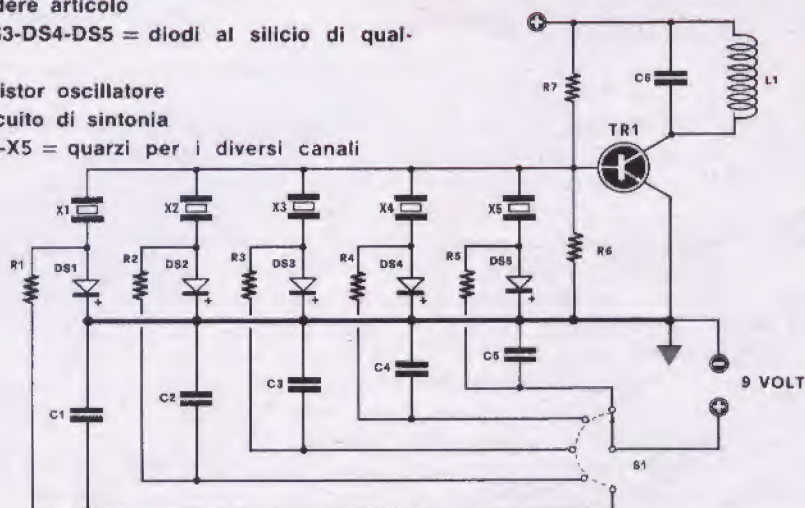 dere articolo
S3-DS4-DS5 = diodi al silicio di qual-
istor oscillatore
cuito di sintonia
-X5 = quarzi per i diversi canali
R7
C6
L1
TR1
X1
X2
X3
X4
X5
R1
DS1
R2
DS2
R3
DS3
R4
DS4
R5
DS5
R6
C1
C2
C3
C4
C5
9 VOLT
S1